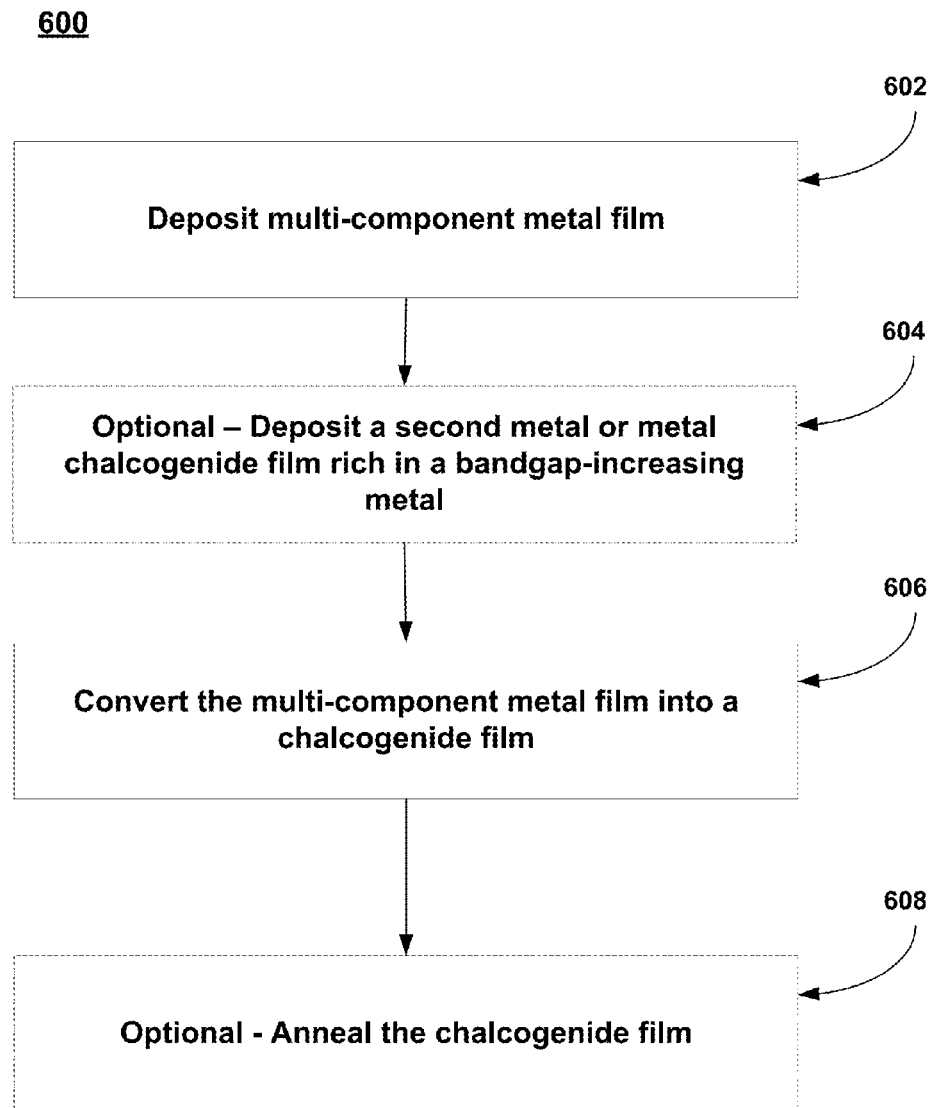 600
602
Deposit multi-component metal film
604
Optional – Deposit a second metal or metal
chalcogenide film rich in a bandgap-increasing
metal
606
Convert the multi-component metal film into a
chalcogenide film
608
Optional - Anneal the chalcogenide film